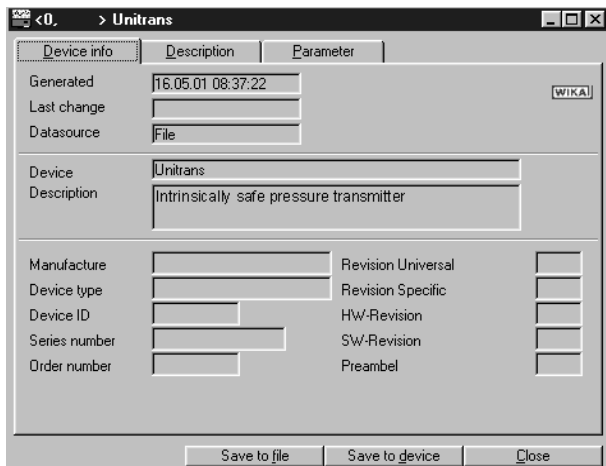 <0,      > Unitrans
Device info Description Parameter
Generated 16.05.01 08:37:22
WIKA
Last change
Datasource File
Device Unitrans
Description Intrinsically safe pressure transmitter
Manufacture Revision Universal
Device type Revision Specific
Device ID HW-Revision
Series number SW-Revision
Order number Preambel
Save to file Save to device Close